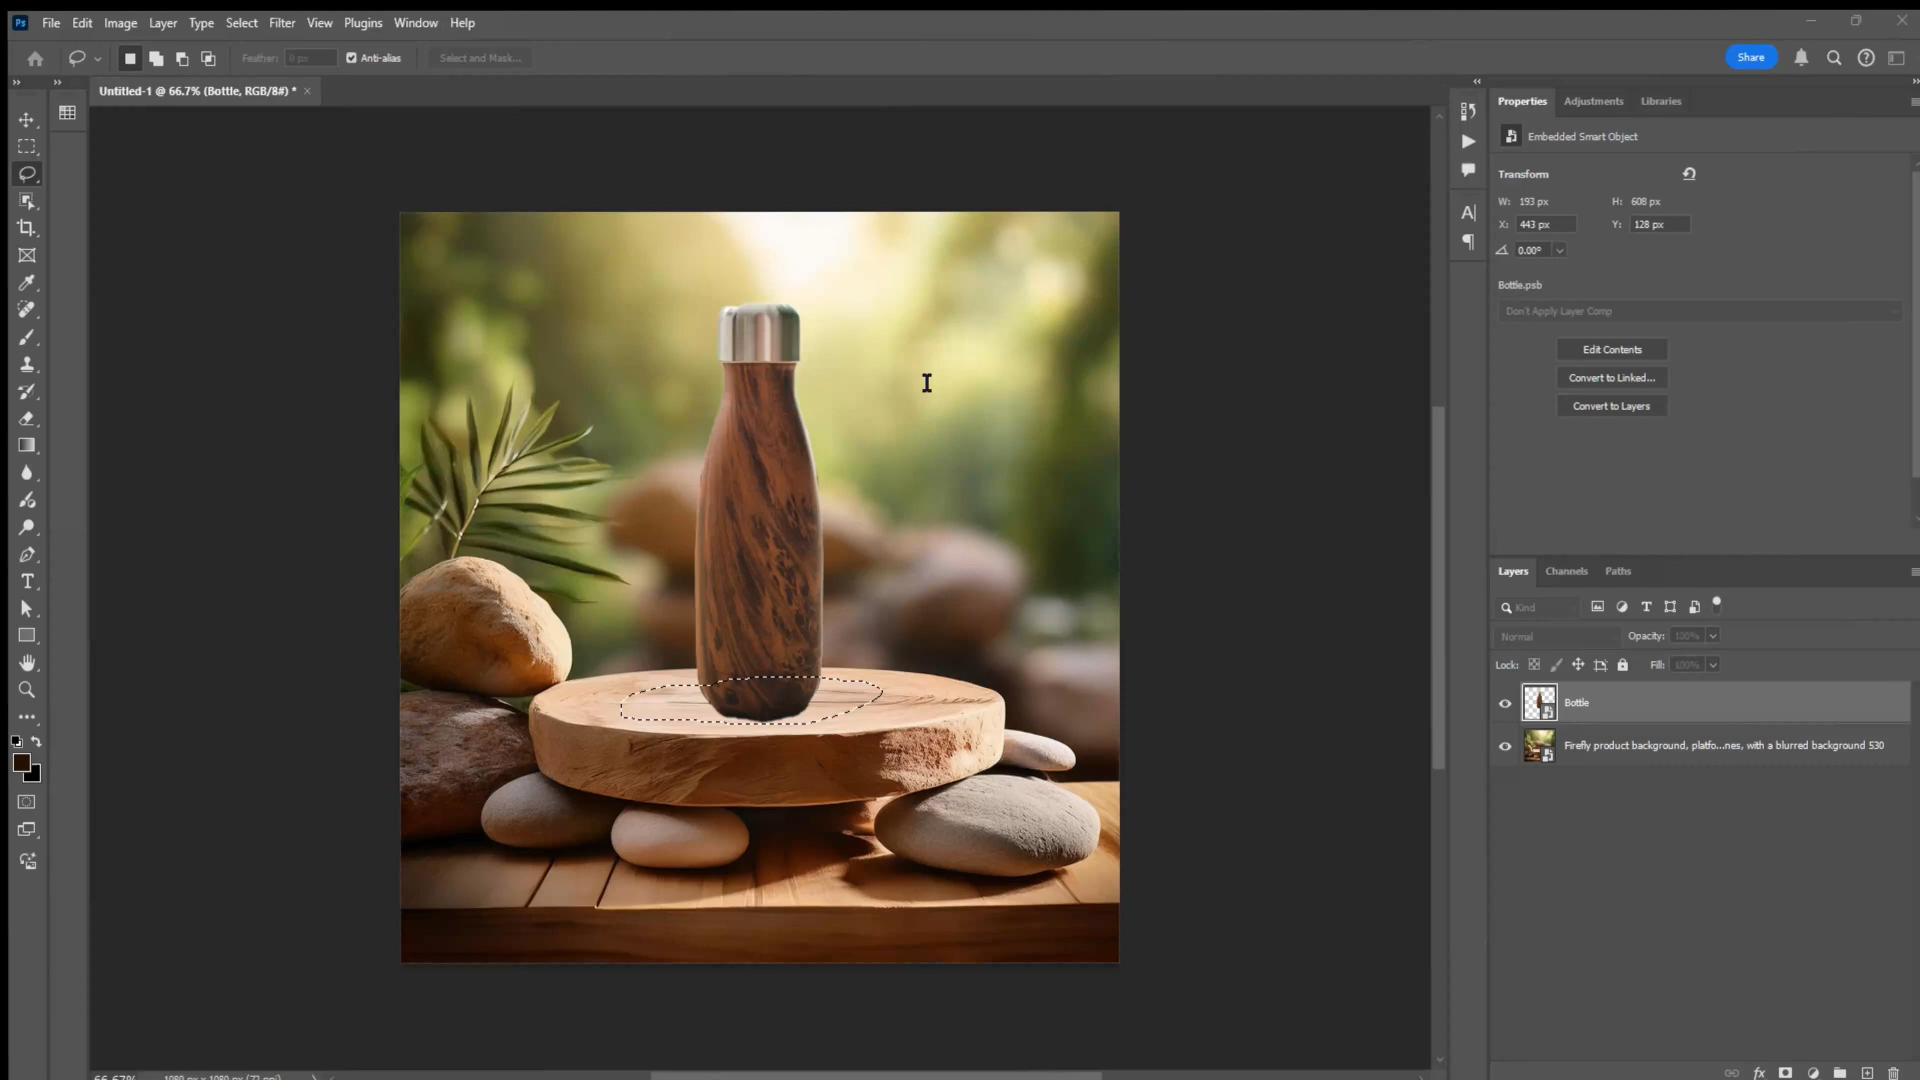 Ps File Edit Image Layer Type Select Filter View Plugins Window Help
Feather: 0 px Anti-alias Select and Mask... Share
Untitled-1 @ 66.7% (Bottle, RGB/8#) * ×
Properties Adjustments Libraries
Embedded Smart Object
Transform
W: 193 px H: 608 px
X: 443 px Y: 128 px
0.00°
Bottle.psb
Don't Apply Layer Comp
Edit Contents
Convert to Linked...
Convert to Layers
Layers Channels Paths
Kind
Normal Opacity: 100%
Lock: Fill: 100%
Bottle
Firefly product background, platfo...nes, with a blurred background 530
66.67% 1080 px x 1080 px (72 ppi)
fx